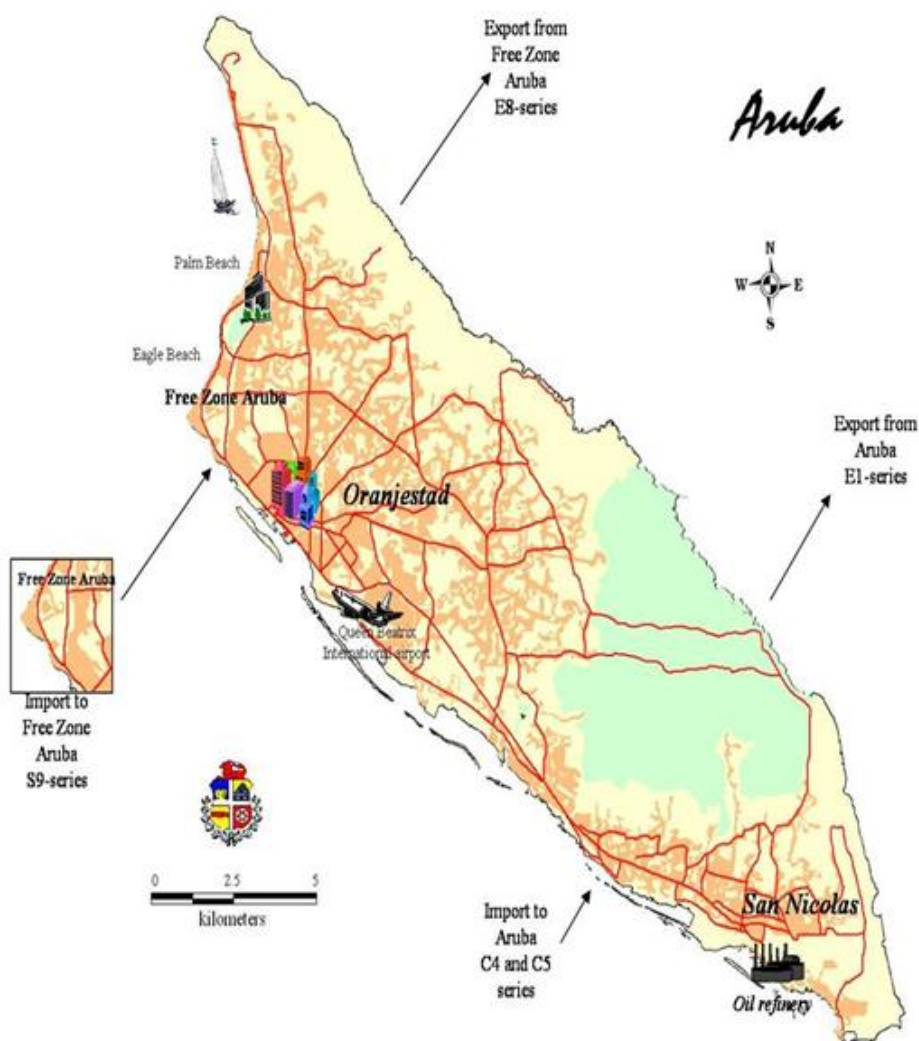 Export from
Free Zone
Aruba
E8-series
Aruba
N
W E
S
Palm Beach
Eagle Beach
Free Zone Aruba
Export from
Aruba
E1-series
Oranjestad
Free Zone Aruba
Queen Beatrix
International airport
Import to
Free Zone
Aruba
S9-series
0 2.5 5
kilometers
Import to
Aruba
C4 and C5
series
San Nicolas
Oil refinery